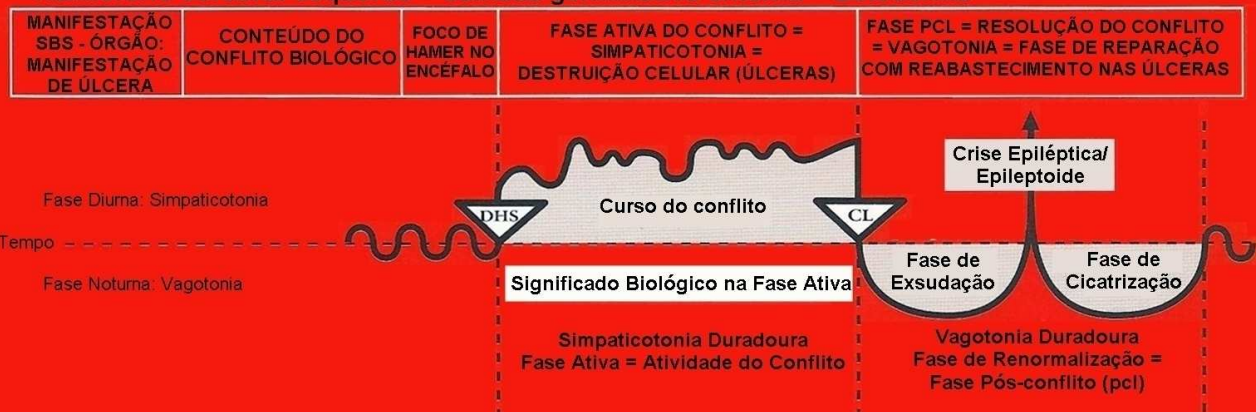 MANIFESTAÇÃO
SBS - ÓRGÃO:
MANIFESTAÇÃO
DE ÚLCERA
CONTEÚDO DO
CONFLITO BIOLÓGICO
FOCO DE
HAMER NO
ENCÉFALO
FASE ATIVA DO CONFLITO =
SIMPATICOTONIA =
DESTRUIÇÃO CELULAR (ÚLCERAS)
FASE PCL = RESOLUÇÃO DO CONFLITO
= VAGOTONIA = FASE DE REPARAÇÃO
COM REABASTECIMENTO NAS ÚLCERAS
Crise Epiléptica/
Epileptoide
Fase Diurna: Simpaticotonia
DHS
Curso do conflito
CL
Tempo
Fase Noturna: Vagotonia
Significado Biológico na Fase Ativa
Fase de
Exsudação
Fase de
Cicatrização
Simpaticotonia Duradoura
Fase Ativa = Atividade do Conflito
Vagotonia Duradoura
Fase de Renormalização =
Fase Pós-conflito (pcl)